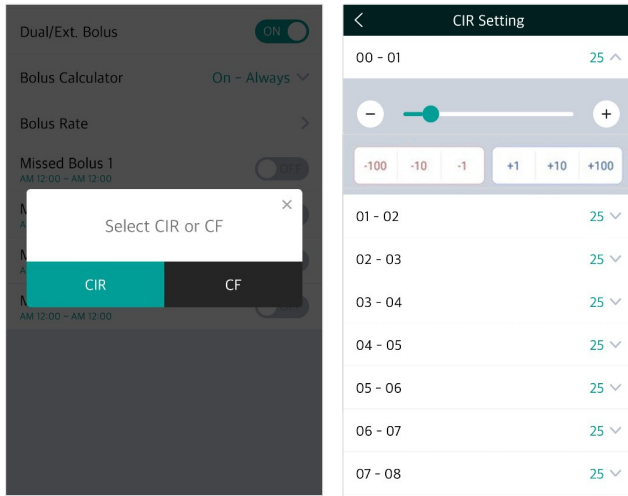 Dual/Ext. Bolus
ON
Bolus Calculator
On - Always
Bolus Rate
Missed Bolus 1
OFF
AM 12:00 ~ AM 12:00
Select CIR or CF
CIR
CF
AM 12:00 ~ AM 12:00
CIR Setting
00 - 01 25
-100 -10 -1 +1 +10 +100
01 - 02 25
02 - 03 25
03 - 04 25
04 - 05 25
05 - 06 25
06 - 07 25
07 - 08 25